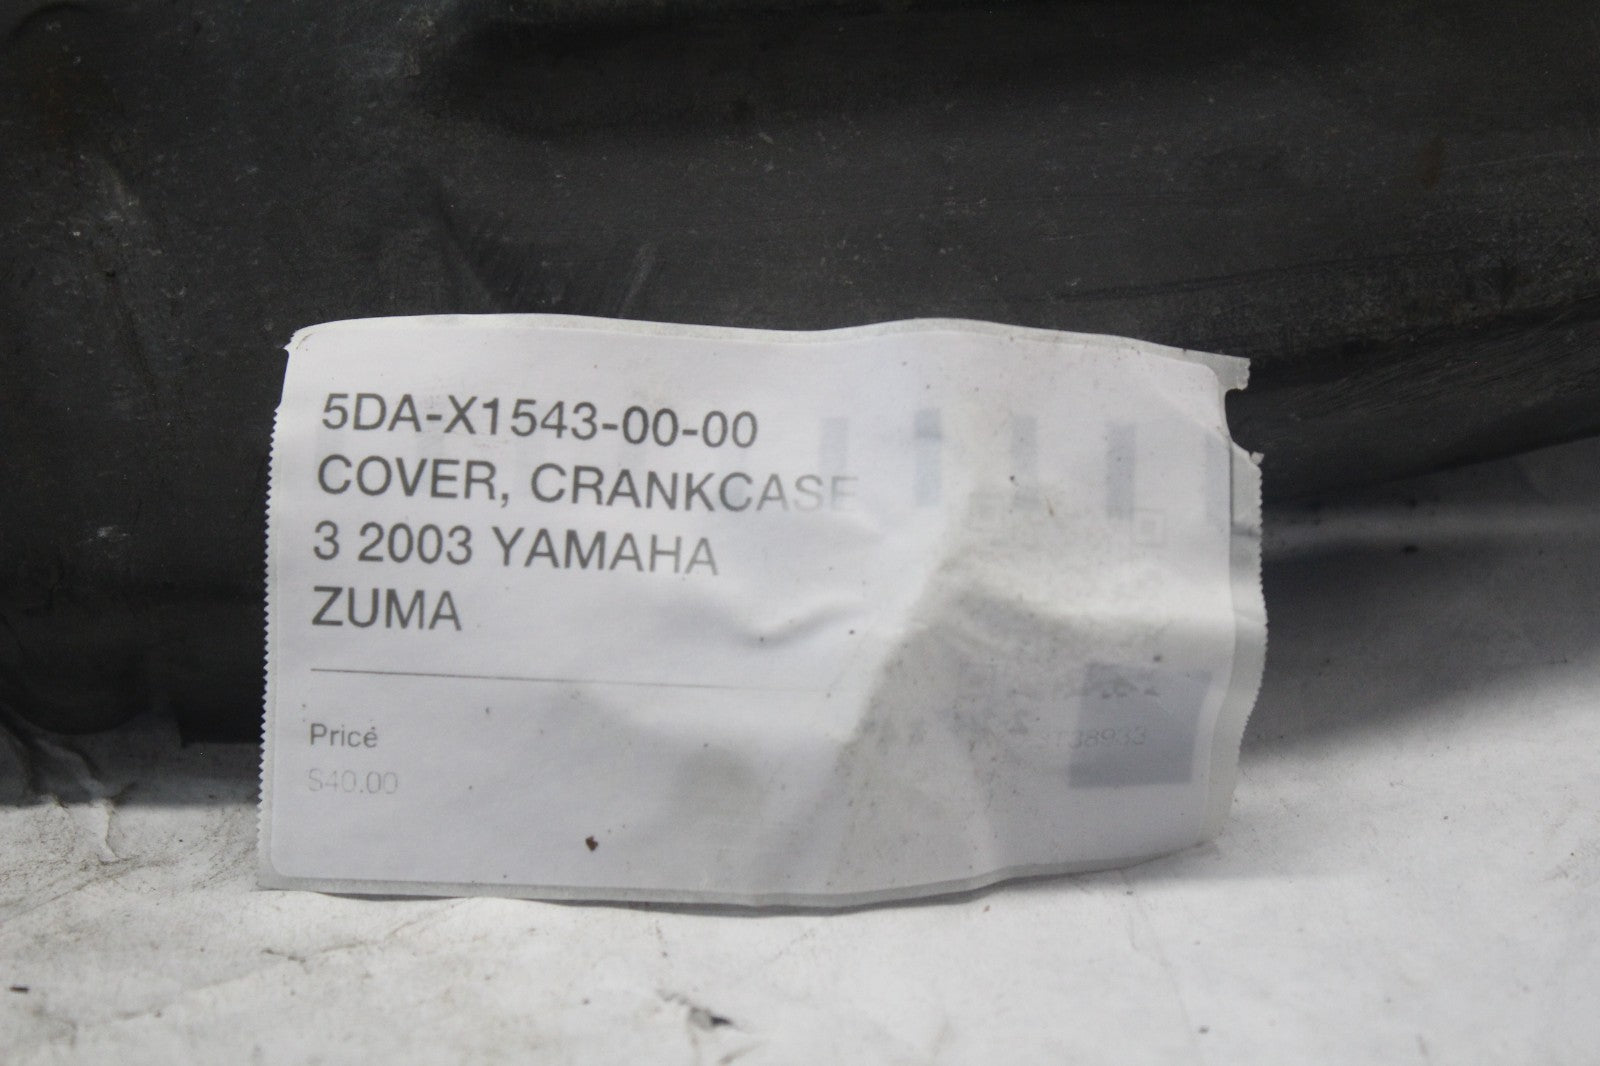 5DA-X1543-00-00
COVER, CRANKCASE
3 2003 YAMAHA
ZUMA
Price
$40.00